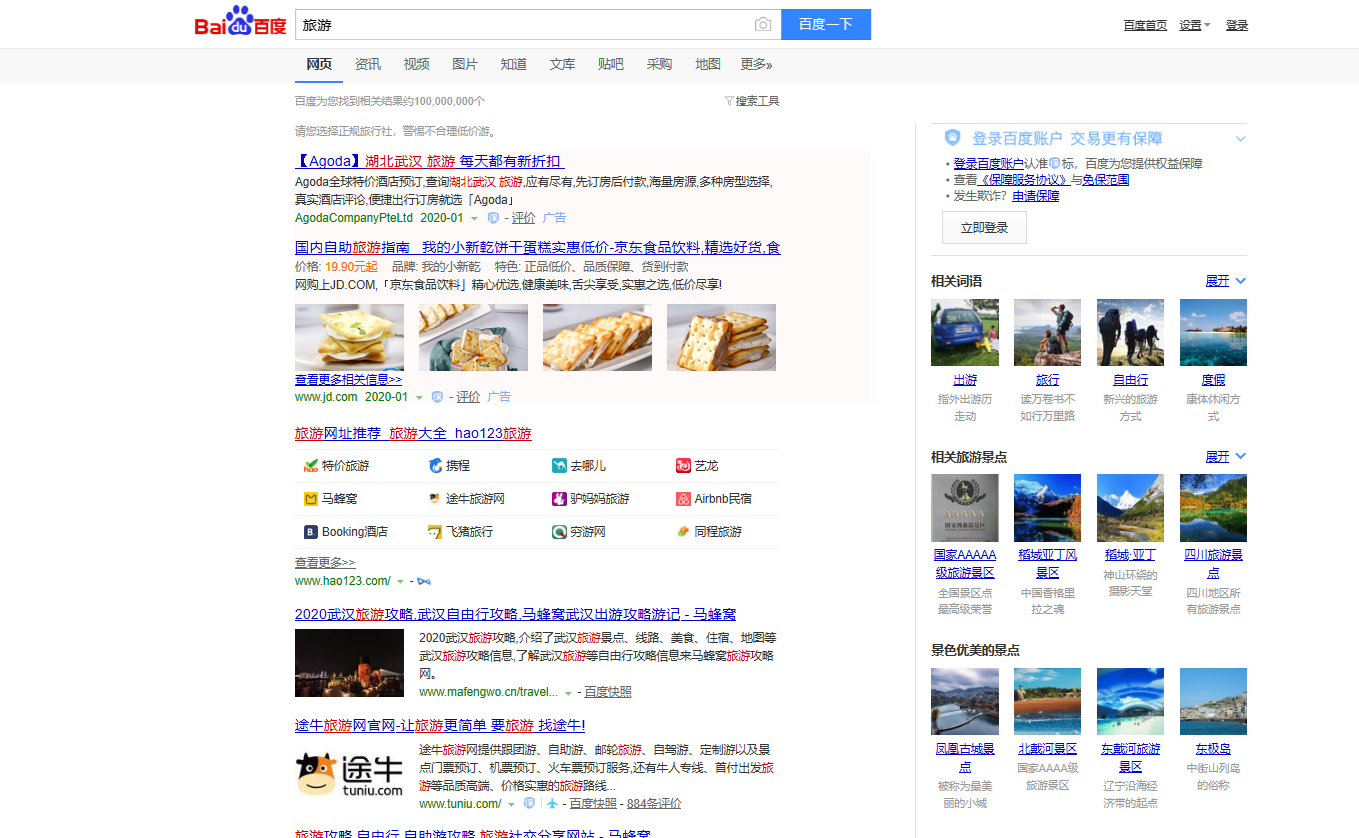 Bai du 百度
旅游
百度一下
百度首页 设置 登录
网页 资讯 视频 图片 知道 文库 贴吧 采购 地图 更多»
百度为您找到相关结果约100,000,000个
搜索工具
请您选择正规旅行社，警惕不合理低价游。
【Agoda】湖北武汉 旅游 每天都有新折扣
Agoda全球特价酒店预订,查询湖北武汉 旅游,应有尽有,先订房后付款,海量房源,多种房型选择,
真实酒店评论,便捷出行订房就选「Agoda」
AgodaCompanyPteLtd 2020-01 - 评价 广告
国内自助旅游指南 我的小新乾饼干蛋糕实惠低价-京东食品饮料,精选好货,食
价格: 19.90元起 品牌: 我的小新乾 特色: 正品低价、品质保障、货到付款
网购上JD.COM,「京东食品饮料」精心优选,健康美味,舌尖享受,实惠之选,低价尽享!
查看更多相关信息>>
www.jd.com 2020-01 - 评价 广告
旅游网址推荐_旅游大全_hao123旅游
特价旅游 携程 去哪儿 艺龙
马蜂窝 途牛旅游网 驴妈妈旅游 Airbnb民宿
Booking酒店 飞猪旅行 穷游网 同程旅游
查看更多>>
www.hao123.com/ -
2020武汉旅游攻略,武汉自由行攻略,马蜂窝武汉出游攻略游记 - 马蜂窝
2020武汉旅游攻略,介绍了武汉旅游景点、线路、美食、住宿、地图等
武汉旅游攻略信息,了解武汉旅游等自由行攻略信息来马蜂窝旅游攻略
网。
www.mafengwo.cn/travel... - 百度快照
途牛旅游网官网-让旅游更简单 要旅游 找途牛!
途牛
tuniu.com
途牛旅游网提供跟团游、自助游、邮轮旅游、自驾游、定制游以及景
点门票预订、机票预订、火车票预订服务,还有牛人专线、首付出发旅
游等品质高端、价格实惠的旅游路线...
www.tuniu.com/ - 百度快照 - 884条评价
旅游攻略,自由行,自助游攻略,旅游社交分享网站 - 马蜂窝
登录百度账户 交易更有保障
• 登录百度账户认准保标，百度为您提供权益保障
• 查看《保障服务协议》与免保范围
• 发生欺诈？申请保障
立即登录
相关词语 展开
出游 旅行 自由行 度假
指外出游历 读万卷书不 新兴的旅游 康体休闲方
走动 如行万里路 方式 式
相关旅游景点 展开
AAAAA
国家级旅游景区
国家AAAAA 稻城亚丁风 稻城·亚丁 四川旅游景
级旅游景区 景区 点
全国景区点 中国香格里 神山环绕的 四川地区所
最高级荣誉 拉之魂 摄影天堂 有旅游景点
景色优美的景点
凤凰古城景 北戴河景区 东戴河旅游 东极岛
点 景区
被称为最美 国家AAAA级 辽宁沿海经 中街山列岛
丽的小城 旅游景区 济带的起点 的俗称